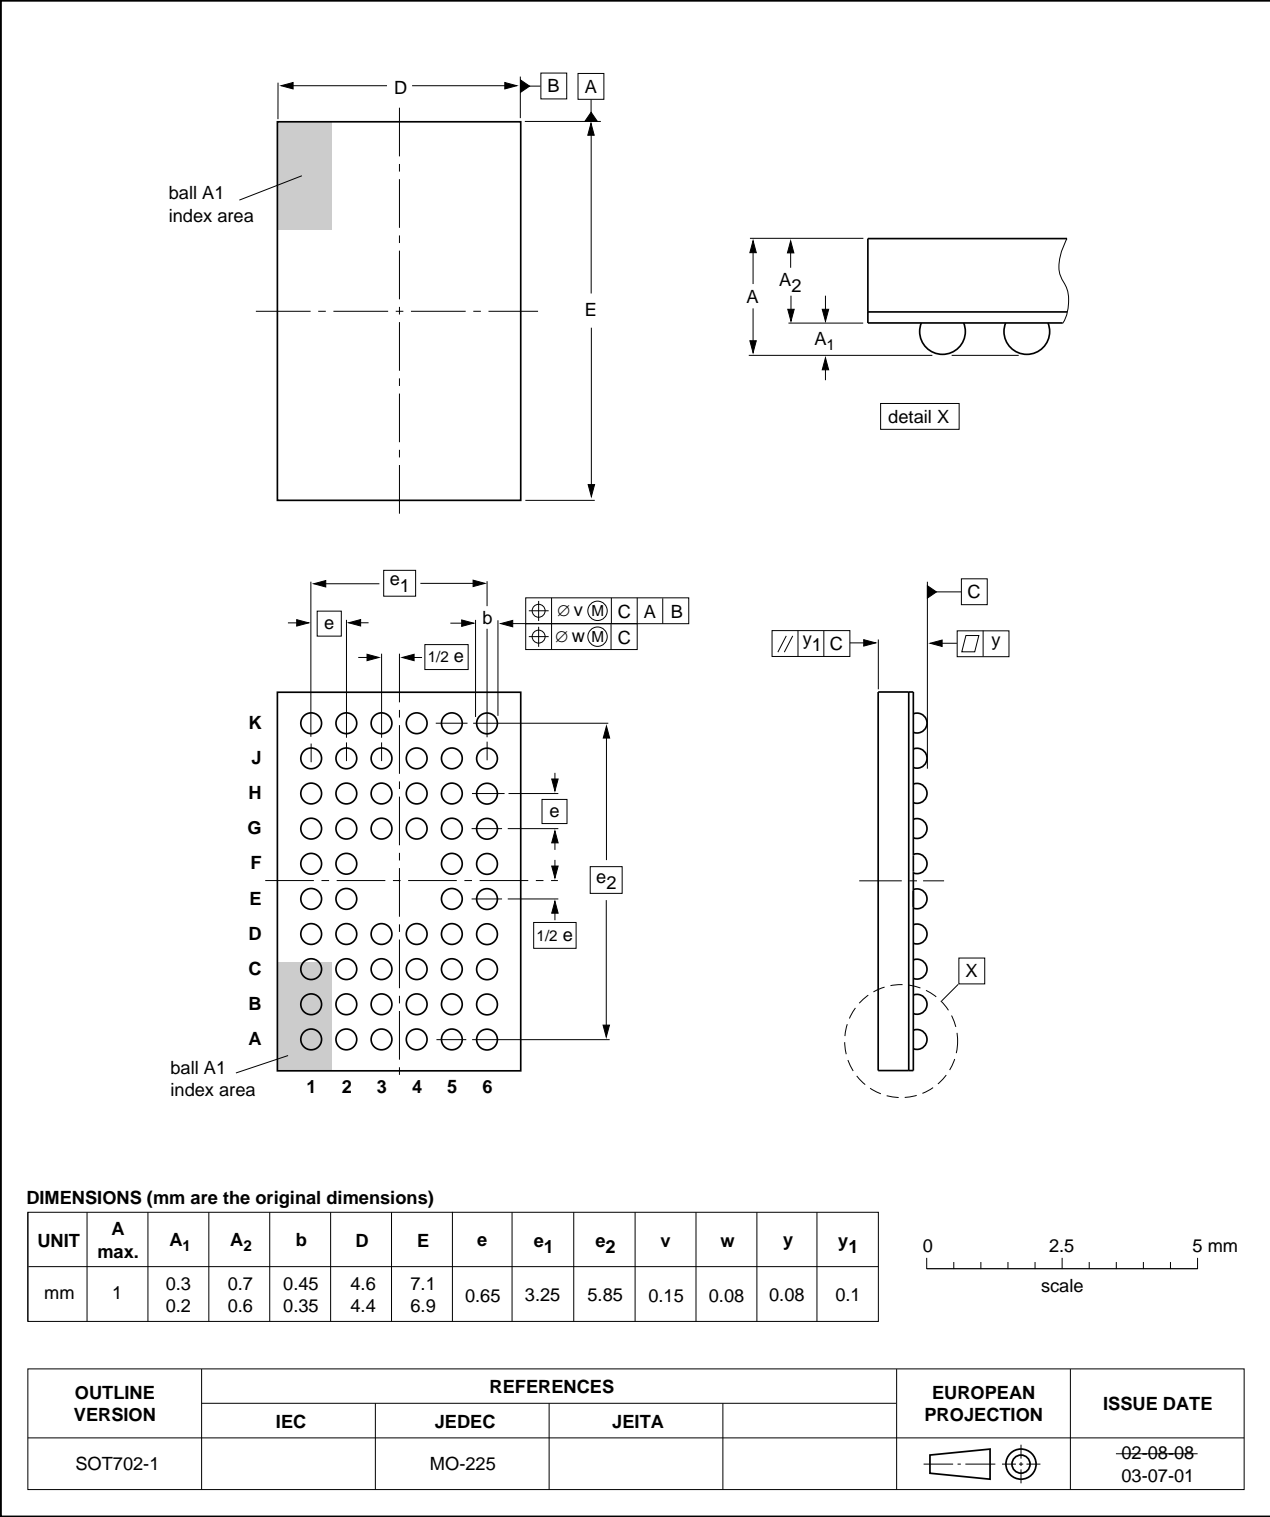 D
B
A
ball A1
index area
E
A
A2
A1
detail X
e1
e
b
⌖ ⌀ v Ⓜ C A B
⌖ ⌀ w Ⓜ C
1/2 e
C
// y1 C
⏥ y
K
J
H
G
F
E
D
C
B
A
e
e2
1/2 e
X
ball A1
index area
1 2 3 4 5 6
DIMENSIONS (mm are the original dimensions)
UNIT A max. A1 A2 b D E e e1 e2 v w y y1
mm 1 0.3 0.2 0.7 0.6 0.45 0.35 4.6 4.4 7.1 6.9 0.65 3.25 5.85 0.15 0.08 0.08 0.1
0 2.5 5 mm
scale
OUTLINE VERSION
REFERENCES
EUROPEAN PROJECTION
ISSUE DATE
IEC JEDEC JEITA
SOT702-1 MO-225
02-08-08
03-07-01